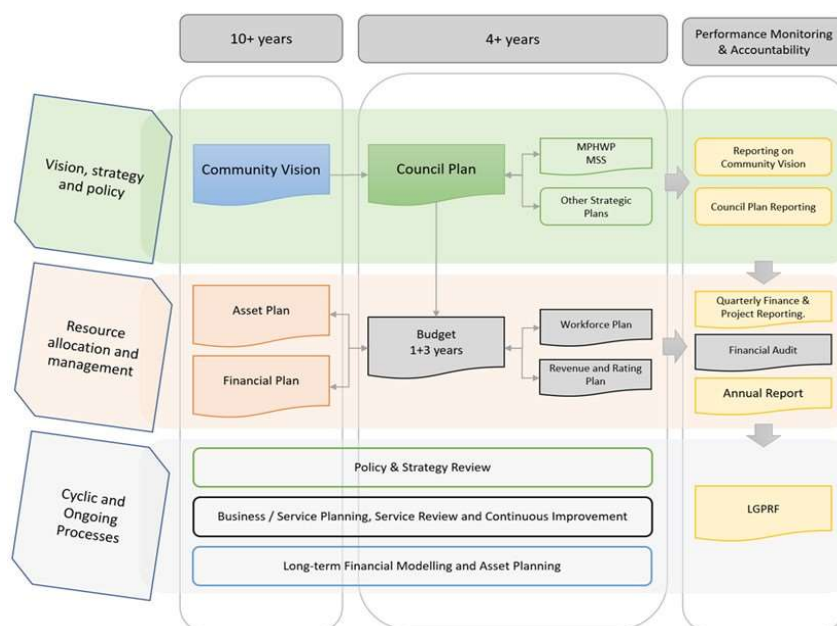 10+ years
4+ years
Performance Monitoring
& Accountability
Vision, strategy
and policy
Community Vision
Council Plan
MPHWP
MSS
Other Strategic
Plans
Reporting on
Community Vision
Council Plan Reporting
Resource
allocation and
management
Asset Plan
Financial Plan
Budget
1+3 years
Workforce Plan
Revenue and Rating
Plan
Quarterly Finance &
Project Reporting.
Financial Audit
Annual Report
Cyclic and
Ongoing
Processes
Policy & Strategy Review
Business / Service Planning, Service Review and Continuous Improvement
Long-term Financial Modelling and Asset Planning
LGPRF